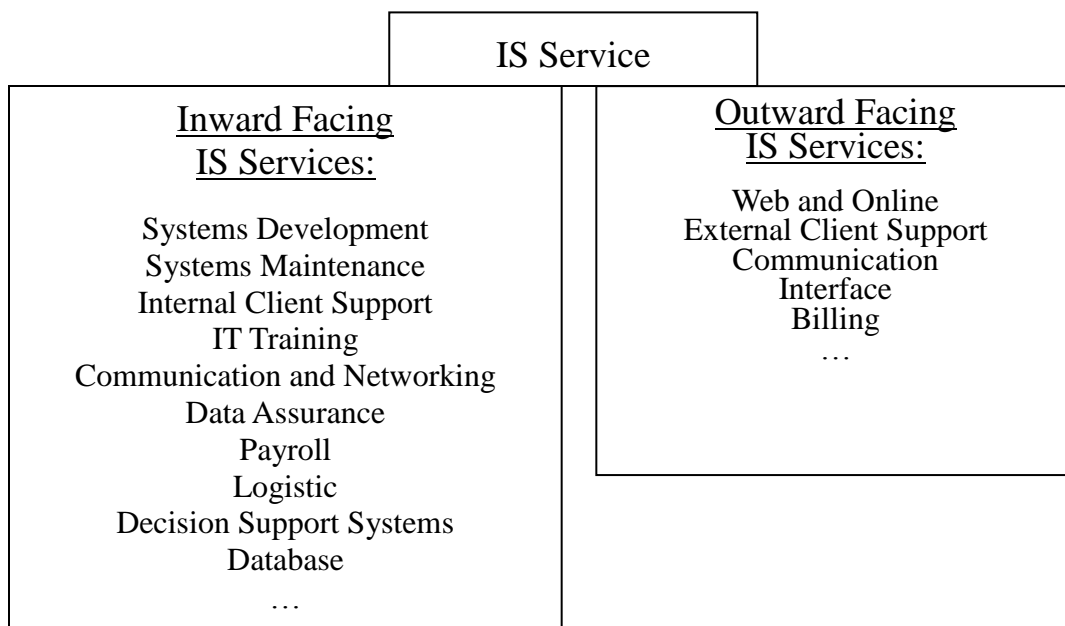 IS Service
Inward Facing
IS Services:
Systems Development
Systems Maintenance
Internal Client Support
IT Training
Communication and Networking
Data Assurance
Payroll
Logistic
Decision Support Systems
Database
…
Outward Facing
IS Services:
Web and Online
External Client Support
Communication
Interface
Billing
…